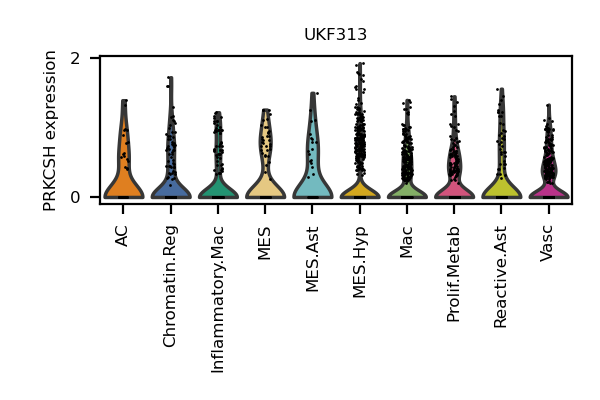 UKF313
PRKCSH expression
2
0
AC
Chromatin.Reg
Inflammatory.Mac
MES
MES.Ast
MES.Hyp
Mac
Prolif.Metab
Reactive.Ast
Vasc